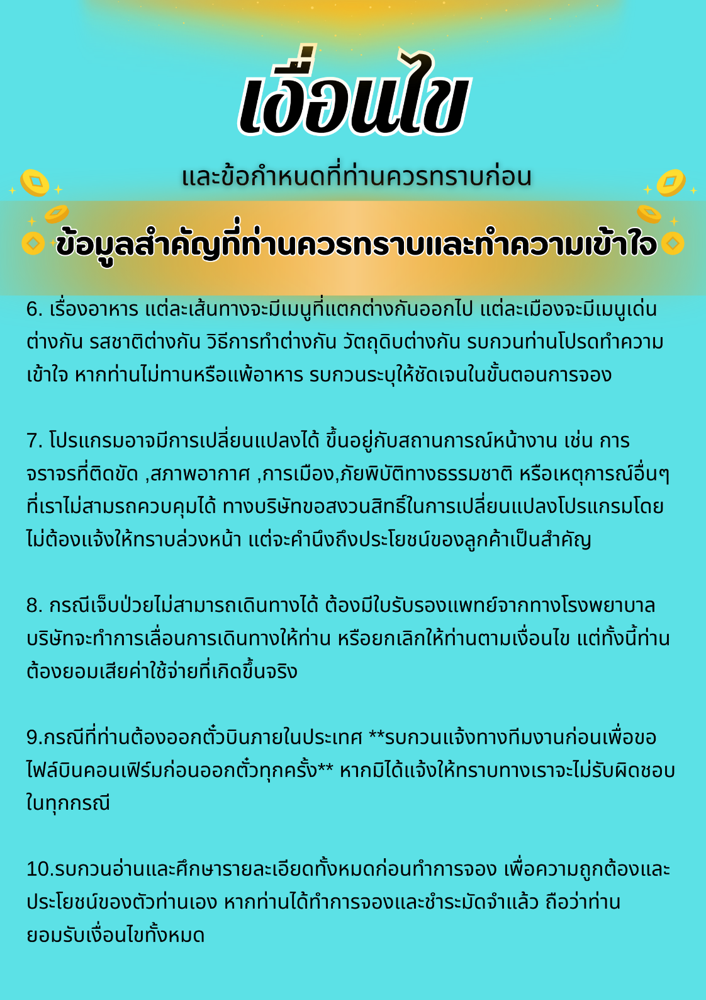 เงื่อนไข
และข้อกำหนดที่ท่านควรทราบก่อน
ข้อมูลสำคัญที่ท่านควรทราบและทำความเข้าใจ
6. เรื่องอาหาร แต่ละเส้นทางจะมีเมนูที่แตกต่างกันออกไป แต่ละเมืองจะมีเมนูเด่น
ต่างกัน รสชาติต่างกัน วิธีการทำต่างกัน วัตถุดิบต่างกัน รบกวนท่านโปรดทำความ
เข้าใจ หากท่านไม่ทานหรือแพ้อาหาร รบกวนระบุให้ชัดเจนในขั้นตอนการจอง
7. โปรแกรมอาจมีการเปลี่ยนแปลงได้ ขึ้นอยู่กับสถานการณ์หน้างาน เช่น การ
จราจรที่ติดขัด ,สภาพอากาศ ,การเมือง,ภัยพิบัติทางธรรมชาติ หรือเหตุการณ์อื่นๆ
ที่เราไม่สามรถควบคุมได้ ทางบริษัทขอสงวนสิทธิ์ในการเปลี่ยนแปลงโปรแกรมโดย
ไม่ต้องแจ้งให้ทราบล่วงหน้า แต่จะคำนึงถึงประโยชน์ของลูกค้าเป็นสำคัญ
8. กรณีเจ็บป่วยไม่สามารถเดินทางได้ ต้องมีใบรับรองแพทย์จากทางโรงพยาบาล
บริษัทจะทำการเลื่อนการเดินทางให้ท่าน หรือยกเลิกให้ท่านตามเงื่อนไข แต่ทั้งนี้ท่าน
ต้องยอมเสียค่าใช้จ่ายที่เกิดขึ้นจริง
9.กรณีที่ท่านต้องออกตั๋วบินภายในประเทศ **รบกวนแจ้งทางทีมงานก่อนเพื่อขอ
ไฟล์บินคอนเฟิร์มก่อนออกตั๋วทุกครั้ง** หากมิได้แจ้งให้ทราบทางเราจะไม่รับผิดชอบ
ในทุกกรณี
10.รบกวนอ่านและศึกษารายละเอียดทั้งหมดก่อนทำการจอง เพื่อความถูกต้องและ
ประโยชน์ของตัวท่านเอง หากท่านได้ทำการจองและชำระมัดจำแล้ว ถือว่าท่าน
ยอมรับเงื่อนไขทั้งหมด